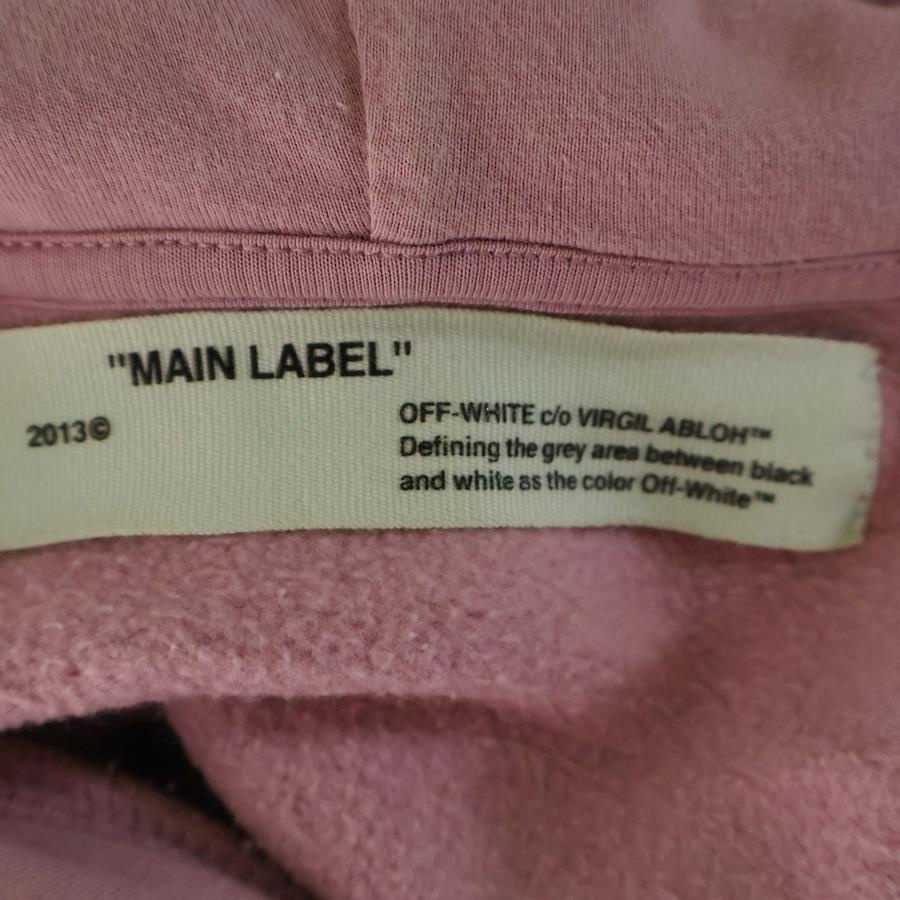 "MAIN LABEL"
2013©
OFF-WHITE c/o VIRGIL ABLOH™
Defining the grey area between black
and white as the color Off-White™